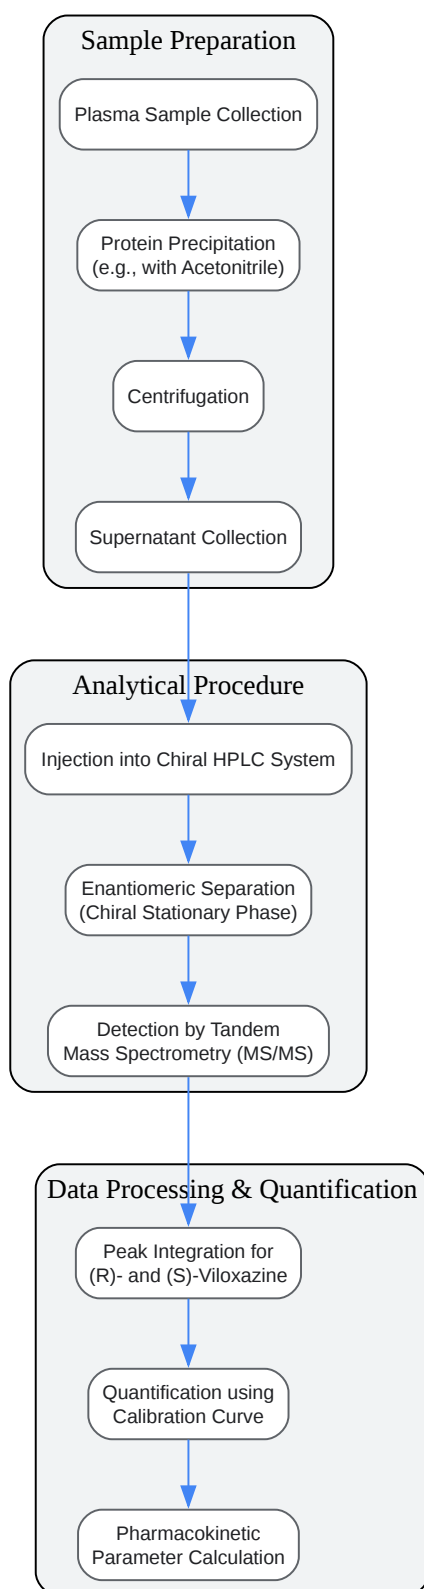 Sample Preparation
Plasma Sample Collection
Protein Precipitation
(e.g., with Acetonitrile)
Centrifugation
Supernatant Collection
Analytical Procedure
Injection into Chiral HPLC System
Enantiomeric Separation
(Chiral Stationary Phase)
Detection by Tandem
Mass Spectrometry (MS/MS)
Data Processing & Quantification
Peak Integration for
(R)- and (S)-Viloxazine
Quantification using
Calibration Curve
Pharmacokinetic
Parameter Calculation